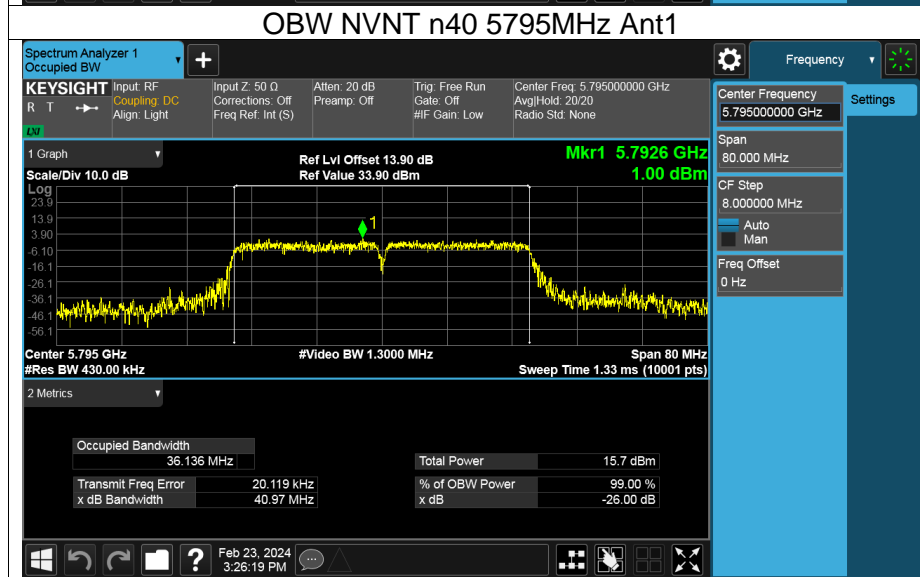 OBW NVNT n40 5795MHz Ant1
Spectrum Analyzer 1
Occupied BW
+
Frequency
KEYSIGHT
R T
LXI
Input: RF
Coupling: DC
Align: Light
Input Z: 50 Ω
Corrections: Off
Freq Ref: Int (S)
Atten: 20 dB
Preamp: Off
Trig: Free Run
Gate: Off
#IF Gain: Low
Center Freq: 5.795000000 GHz
Avg|Hold: 20/20
Radio Std: None
Center Frequency
5.795000000 GHz
Settings
Span
80.000 MHz
CF Step
8.000000 MHz
Auto
Man
Freq Offset
0 Hz
1 Graph
Ref Lvl Offset 13.90 dB
Mkr1 5.7926 GHz
Scale/Div 10.0 dB
Ref Value 33.90 dBm
1.00 dBm
Log
23.9
13.9
3.90
-6.10
-16.1
-26.1
-36.1
-46.1
-56.1
1
Center 5.795 GHz
#Video BW 1.3000 MHz
Span 80 MHz
#Res BW 430.00 kHz
Sweep Time 1.33 ms (10001 pts)
2 Metrics
Occupied Bandwidth
36.136 MHz
Total Power 15.7 dBm
Transmit Freq Error 20.119 kHz
% of OBW Power 99.00 %
x dB Bandwidth 40.97 MHz
x dB -26.00 dB
?
Feb 23, 2024
3:26:19 PM